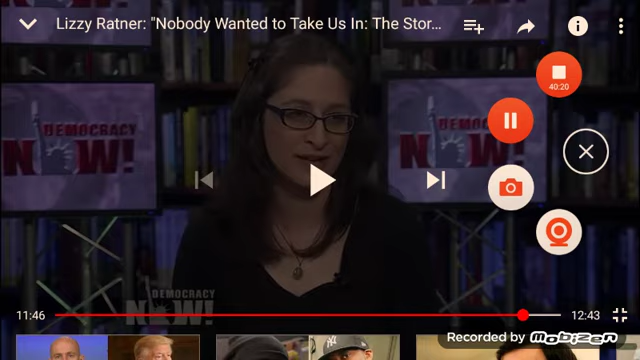 Lizzy Ratner: "Nobody Wanted to Take Us In: The Stor...
40:20
DEMOCRACY
NOW!
DEMOCRACY
NOW!
DEMOCRACY
NOW!
11:46
12:43
Recorded by mobizen